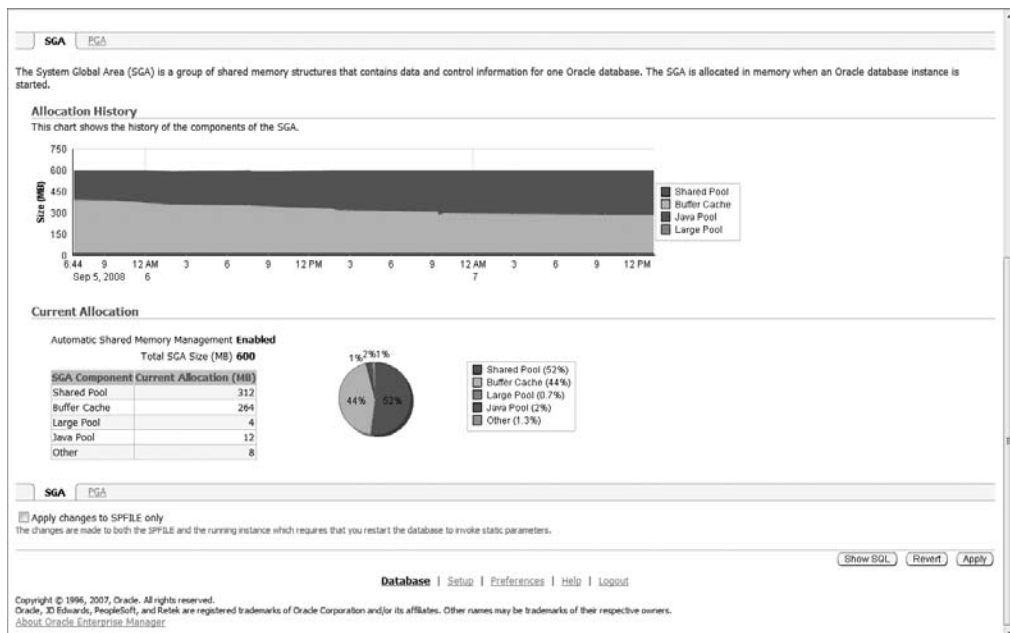 SGA PGA
The System Global Area (SGA) is a group of shared memory structures that contains data and control information for one Oracle database. The SGA is allocated in memory when an Oracle database instance is
started.
Allocation History
This chart shows the history of the components of the SGA.
750
600
450
300
150
0
Size (MB)
6:44 9 12 AM 3 6 9 12 PM 3 6 9 12 AM 3 6 9 12 PM
Sep 5, 2008 6 7
Shared Pool
Buffer Cache
Java Pool
Large Pool
Current Allocation
Automatic Shared Memory Management Enabled
Total SGA Size (MB) 600
SGA Component Current Allocation (MB)
Shared Pool 312
Buffer Cache 264
Large Pool 4
Java Pool 12
Other 8
1% 2% 1%
44% 52%
Shared Pool (52%)
Buffer Cache (44%)
Large Pool (0.7%)
Java Pool (2%)
Other (1.3%)
SGA PGA
Apply changes to SPFILE only
The changes are made to both the SPFILE and the running instance which requires that you restart the database to invoke static parameters.
Show SQL Revert Apply
Database | Setup | Preferences | Help | Logout
Copyright © 1996, 2007, Oracle. All rights reserved.
Oracle, JD Edwards, PeopleSoft, and Retek are registered trademarks of Oracle Corporation and/or its affiliates. Other names may be trademarks of their respective owners.
About Oracle Enterprise Manager